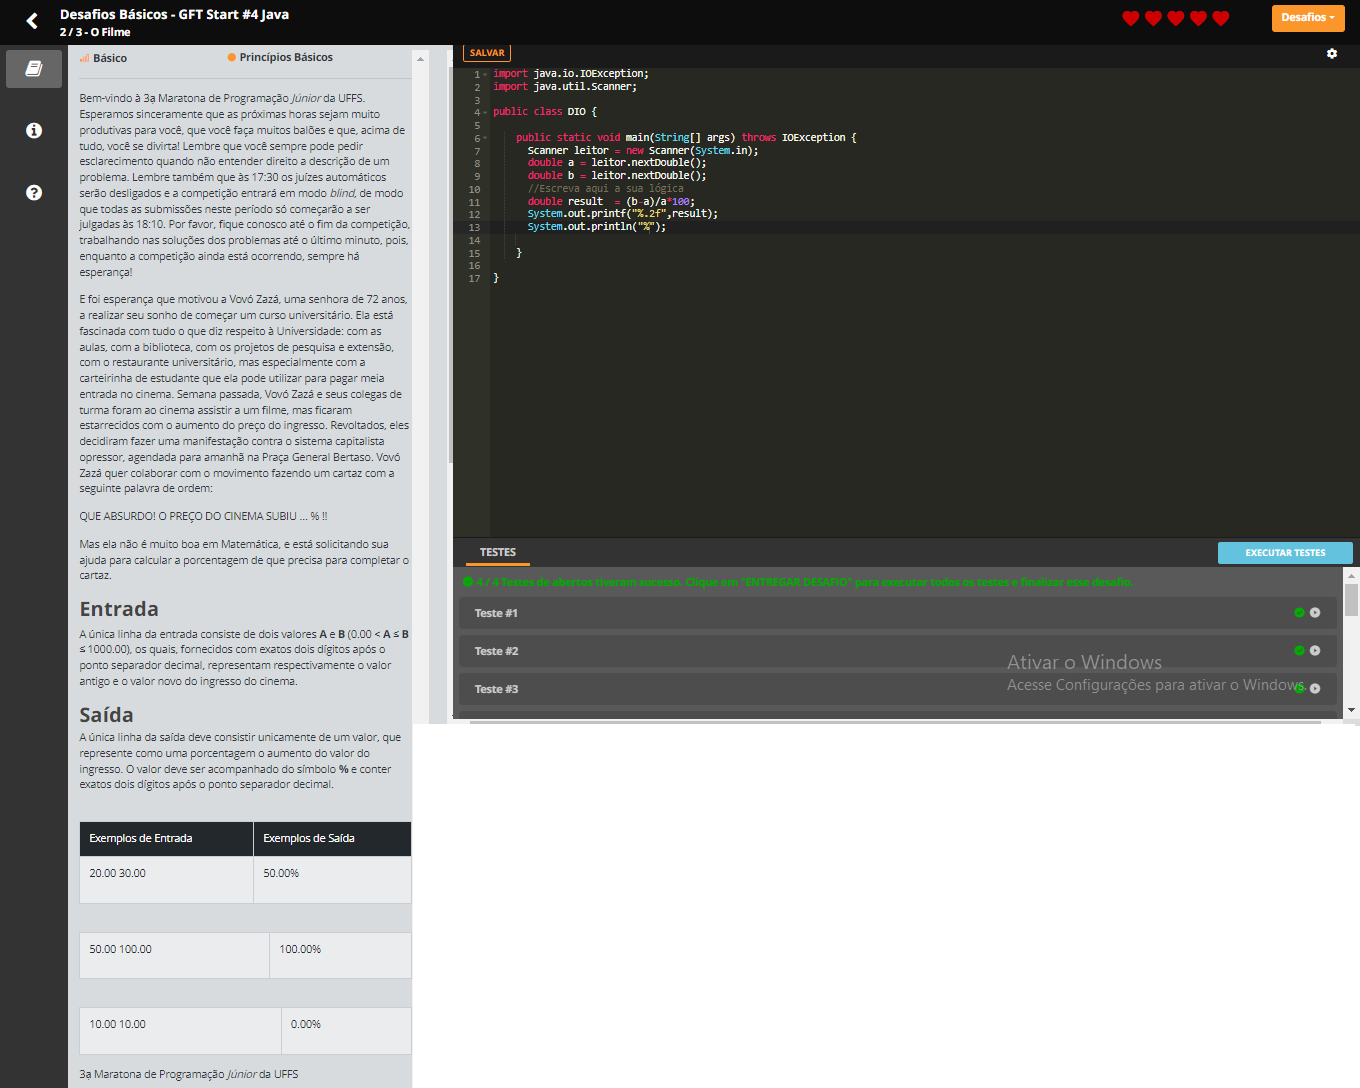 Desafios Básicos - GFT Start #4 Java
2 / 3 - O Filme
Desafios
Básico
Princípios Básicos
Bem-vindo à 3ª Maratona de Programação Júnior da UFFS.
Esperamos sinceramente que as próximas horas sejam muito
produtivas para você, que você faça muitos balões e que, acima de
tudo, você se divirta! Lembre que você sempre pode pedir
esclarecimento quando não entender direito a descrição de um
problema. Lembre também que às 17:30 os juízes automáticos
serão desligados e a competição entrará em modo blind, de modo
que todas as submissões neste período só começarão a ser
julgadas às 18:10. Por favor, fique conosco até o fim da competição,
trabalhando nas soluções dos problemas até o último minuto, pois,
enquanto a competição ainda está ocorrendo, sempre há
esperança!
E foi esperança que motivou a Vovó Zazá, uma senhora de 72 anos,
a realizar seu sonho de começar um curso universitário. Ela está
fascinada com tudo o que diz respeito à Universidade: com as
aulas, com a biblioteca, com os projetos de pesquisa e extensão,
com o restaurante universitário, mas especialmente com a
carteirinha de estudante que ela pode utilizar para pagar meia
entrada no cinema. Semana passada, Vovó Zazá e seus colegas de
turma foram ao cinema assistir a um filme, mas ficaram
estarrecidos com o aumento do preço do ingresso. Revoltados, eles
decidiram fazer uma manifestação contra o sistema capitalista
opressor, agendada para amanhã na Praça General Bertaso. Vovó
Zazá quer colaborar com o movimento fazendo um cartaz com a
seguinte palavra de ordem:
QUE ABSURDO! O PREÇO DO CINEMA SUBIU ... % !!
Mas ela não é muito boa em Matemática, e está solicitando sua
ajuda para calcular a porcentagem de que precisa para completar o
cartaz.
Entrada
A única linha da entrada consiste de dois valores A e B (0.00 < A ≤ B
≤ 1000.00), os quais, fornecidos com exatos dois dígitos após o
ponto separador decimal, representam respectivamente o valor
antigo e o valor novo do ingresso do cinema.
Saída
A única linha da saída deve consistir unicamente de um valor, que
represente como uma porcentagem o aumento do valor do
ingresso. O valor deve ser acompanhado do símbolo % e conter
exatos dois dígitos após o ponto separador decimal.
Exemplos de Entrada Exemplos de Saída
20.00 30.00 50.00%
50.00 100.00 100.00%
10.00 10.00 0.00%
3ª Maratona de Programação Júnior da UFFS
SALVAR
1 import java.io.IOException;
2 import java.util.Scanner;
3
4 public class DIO {
5
6 public static void main(String[] args) throws IOException {
7 Scanner leitor = new Scanner(System.in);
8 double a = leitor.nextDouble();
9 double b = leitor.nextDouble();
10 //Escreva aqui a sua lógica
11 double result  = (b-a)/a*100;
12 System.out.printf("%.2f",result);
13 System.out.println("%");
14
15 }
16
17 }
TESTES
EXECUTAR TESTES
4 / 4 Testes de abertos tiveram sucesso. Clique em "ENTREGAR DESAFIO" para executar todos os testes e finalizar esse desafio.
Teste #1
Teste #2
Teste #3
Ativar o Windows
Acesse Configurações para ativar o Windows.